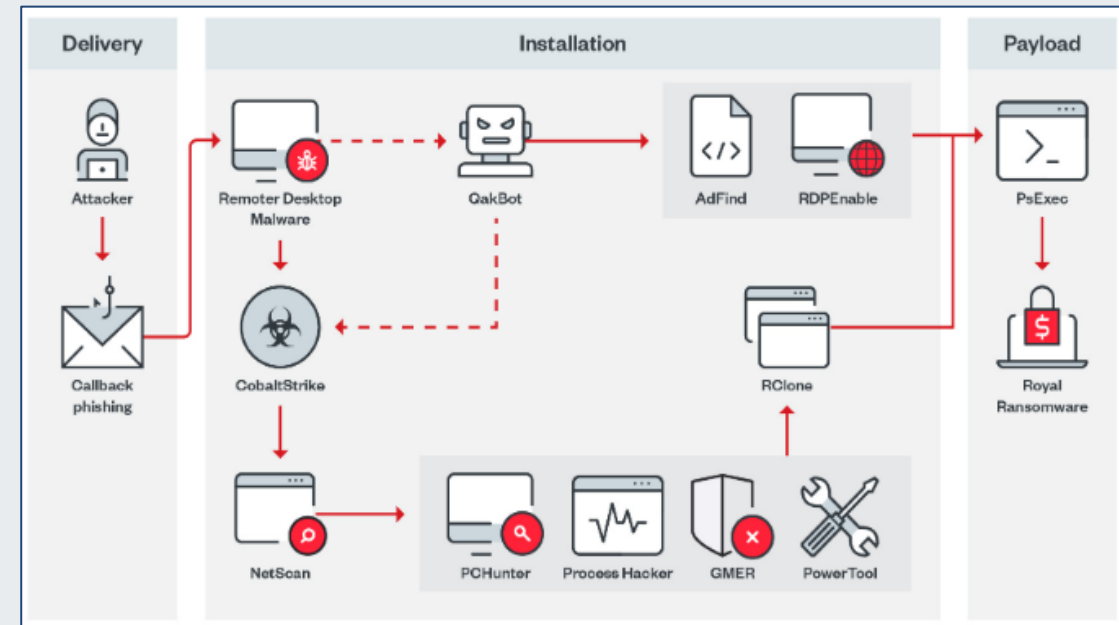 Delivery
Installation
Payload
Attacker
Remoter Desktop
Malware
QakBot
AdFind
RDPEnable
PsExec
Callback
phishing
CobaltStrike
RClone
Royal
Ransomware
NetScan
PCHunter
Process Hacker
GMER
PowerTool
$